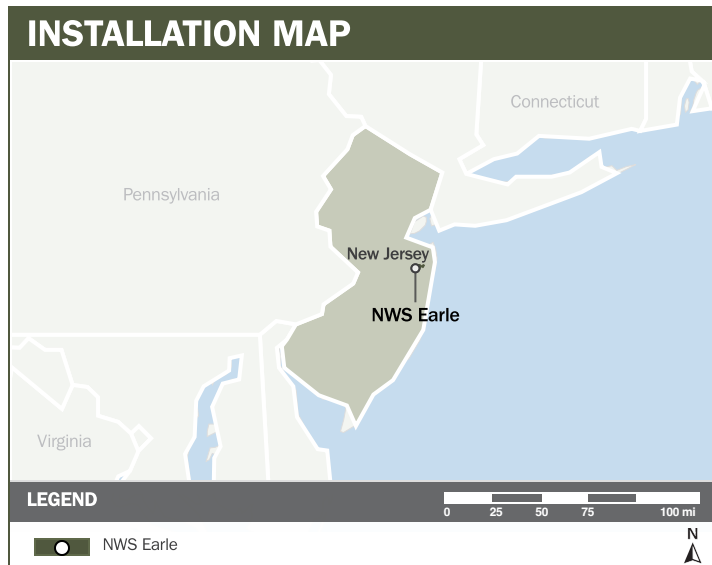 INSTALLATION MAP
Connecticut
Pennsylvania
New Jersey
NWS Earle
Virginia
LEGEND
0 25 50 75 100 mi
NWS Earle
N